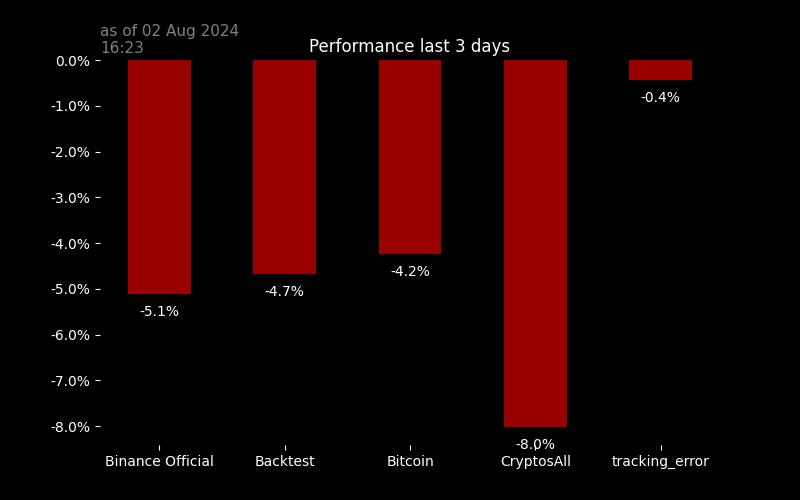 as of 02 Aug 2024
16:23
Performance last 3 days
0.0%
-1.0%
-2.0%
-3.0%
-4.0%
-5.0%
-6.0%
-7.0%
-8.0%
-5.1%
-4.7%
-4.2%
-8.0%
-0.4%
Binance Official
Backtest
Bitcoin
CryptosAll
tracking_error